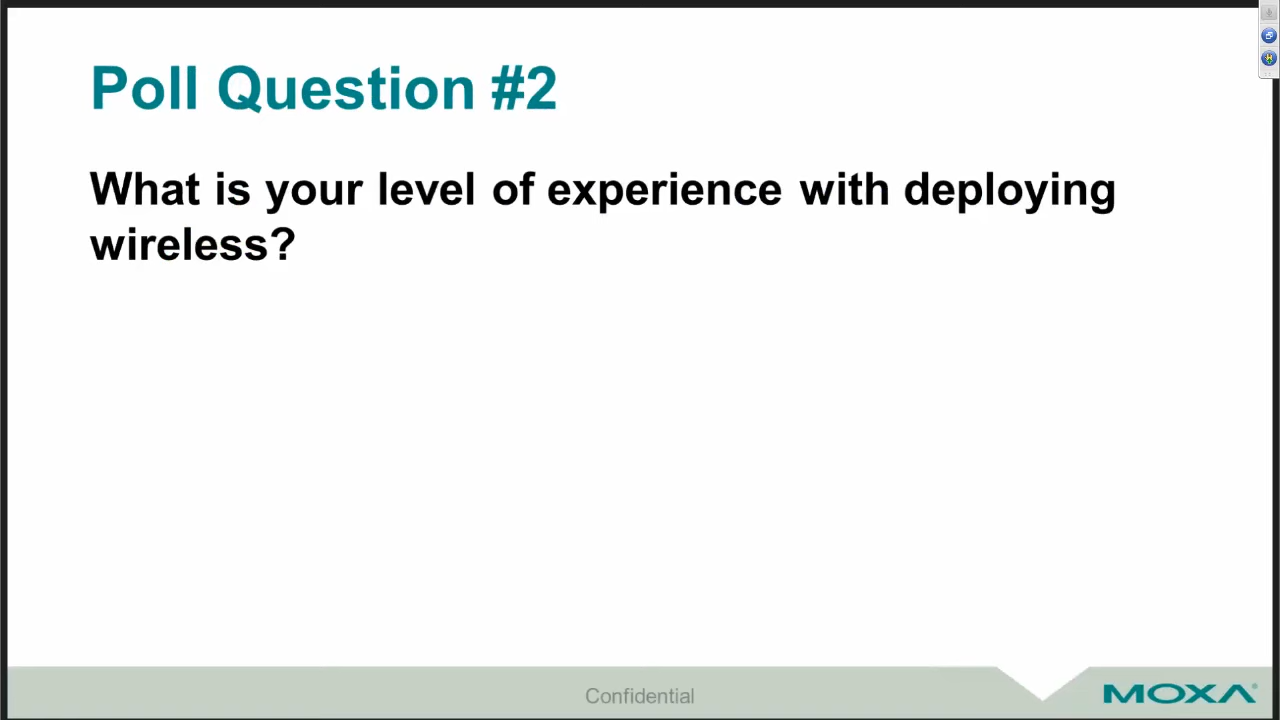 Poll Question #2
What is your level of experience with deploying
wireless?
Confidential
MOXA®